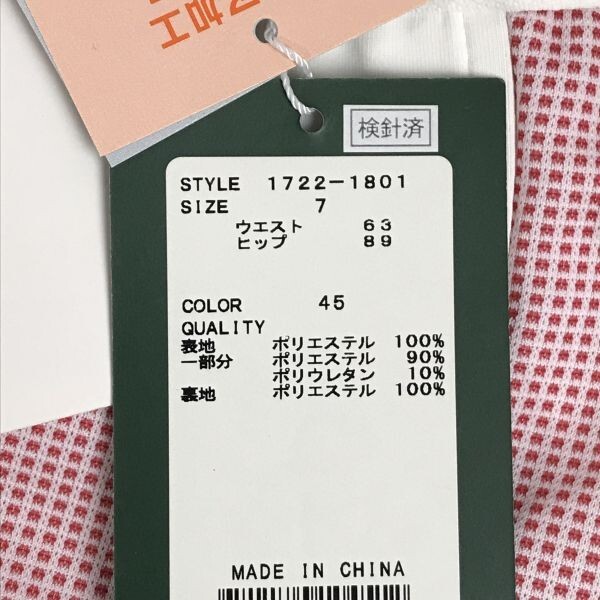 加工
検針済
STYLE 1722-1801
SIZE 7
ウエスト 63
ヒップ 89
COLOR 45
QUALITY
表地 ポリエステル 100%
一部分 ポリエステル 90%
ポリウレタン 10%
裏地 ポリエステル 100%
MADE IN CHINA